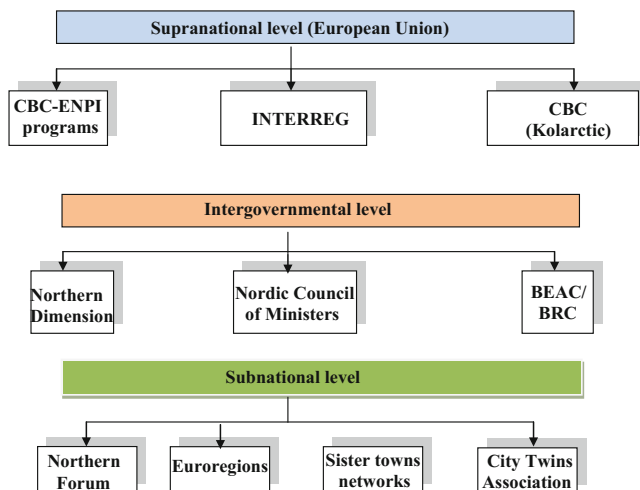 Supranational level (European Union)
CBC-ENPI
programs
INTERREG
CBC
(Kolarctic)
Intergovernmental level
Northern
Dimension
Nordic Council
of Ministers
BEAC/
BRC
Subnational level
Northern
Forum
Euroregions
Sister towns
networks
City Twins
Association